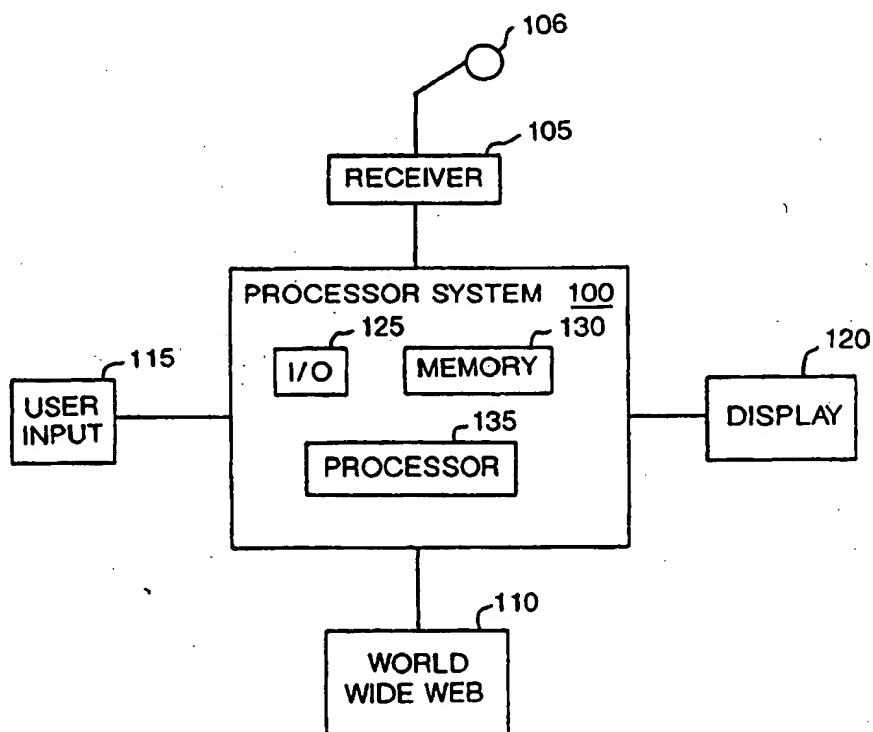 106
105
RECEIVER
PROCESSOR SYSTEM 100
125
130
I/O
MEMORY
115
120
USER
INPUT
DISPLAY
135
PROCESSOR
110
WORLD
WIDE WEB